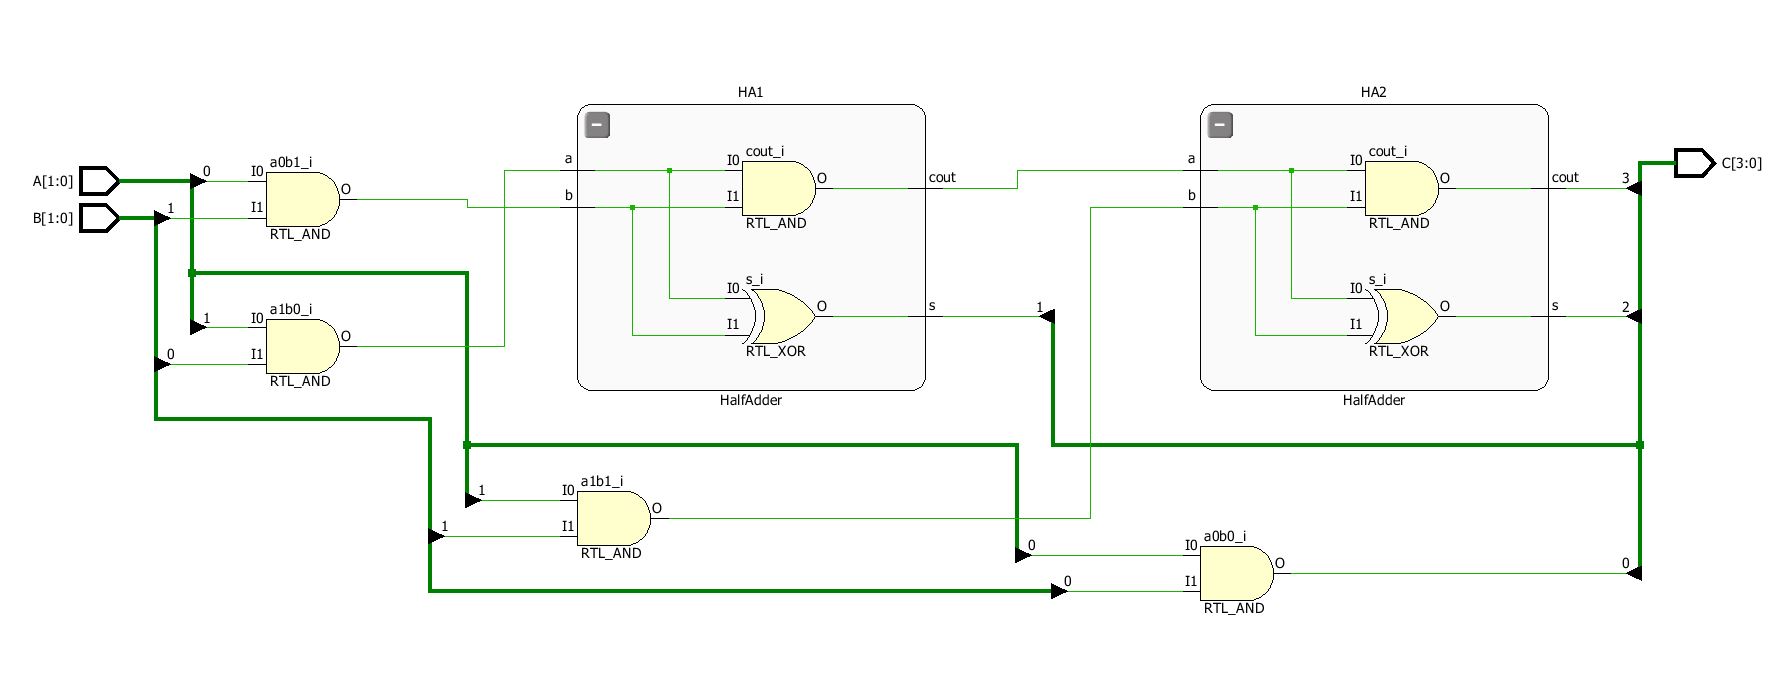 HA1
HA2
A[1:0]
B[1:0]
0
1
a0b1_i
I0
I1
O
RTL_AND
1
0
a1b0_i
I0
I1
O
RTL_AND
a
b
−
cout_i
I0
I1
O
RTL_AND
cout
s_i
I0
I1
O
RTL_XOR
s
HalfAdder
1
a
b
−
cout_i
I0
I1
O
RTL_AND
cout
s_i
I0
I1
O
RTL_XOR
s
HalfAdder
3
2
C[3:0]
1
1
a1b1_i
I0
I1
O
RTL_AND
0
0
a0b0_i
I0
I1
O
RTL_AND
0